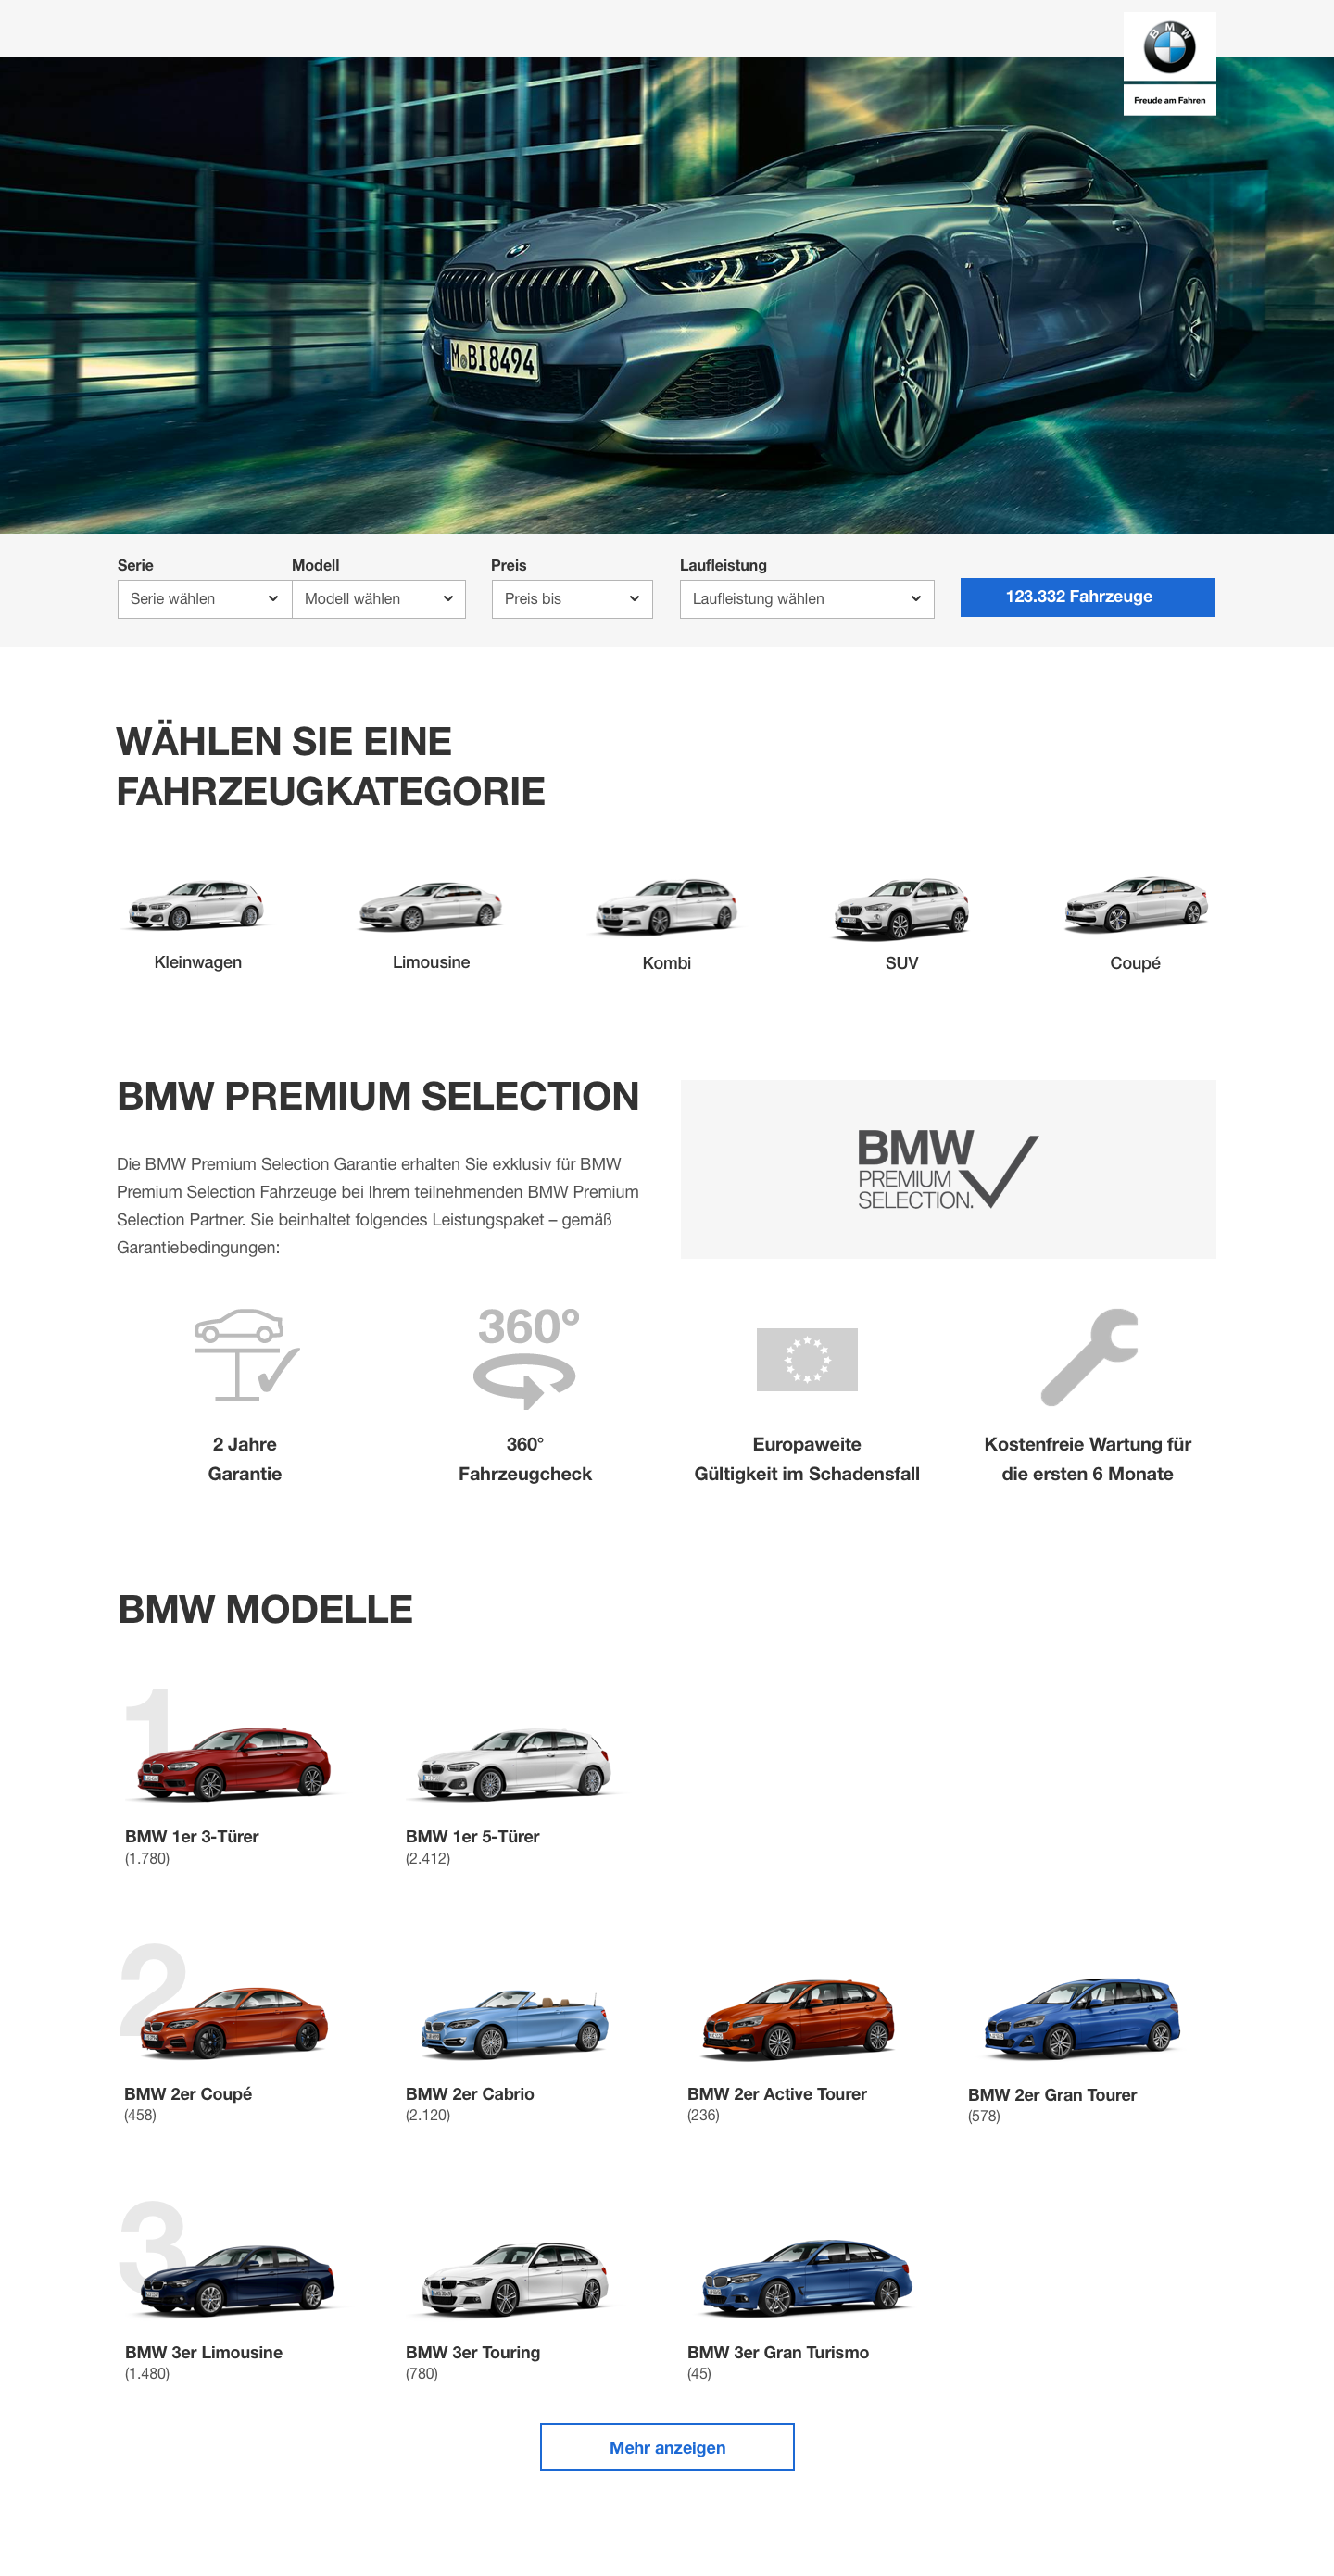 BMW
Freude am Fahren
M BI 8494
Serie
Modell
Preis
Laufleistung
Serie wählen
Modell wählen
Preis bis
Laufleistung wählen
123.332 Fahrzeuge
WÄHLEN SIE EINE
FAHRZEUGKATEGORIE
Kleinwagen
Limousine
Kombi
SUV
Coupé
BMW PREMIUM SELECTION
Die BMW Premium Selection Garantie erhalten Sie exklusiv für BMW
Premium Selection Fahrzeuge bei Ihrem teilnehmenden BMW Premium
Selection Partner. Sie beinhaltet folgendes Leistungspaket – gemäß
Garantiebedingungen:
BMW
PREMIUM
SELECTION.
360°
2 Jahre
Garantie
360°
Fahrzeugcheck
Europaweite
Gültigkeit im Schadensfall
Kostenfreie Wartung für
die ersten 6 Monate
BMW MODELLE
1
BMW 1er 3-Türer
(1.780)
BMW 1er 5-Türer
(2.412)
2
BMW 2er Coupé
(458)
BMW 2er Cabrio
(2.120)
BMW 2er Active Tourer
(236)
BMW 2er Gran Tourer
(578)
3
BMW 3er Limousine
(1.480)
BMW 3er Touring
(780)
BMW 3er Gran Turismo
(45)
Mehr anzeigen